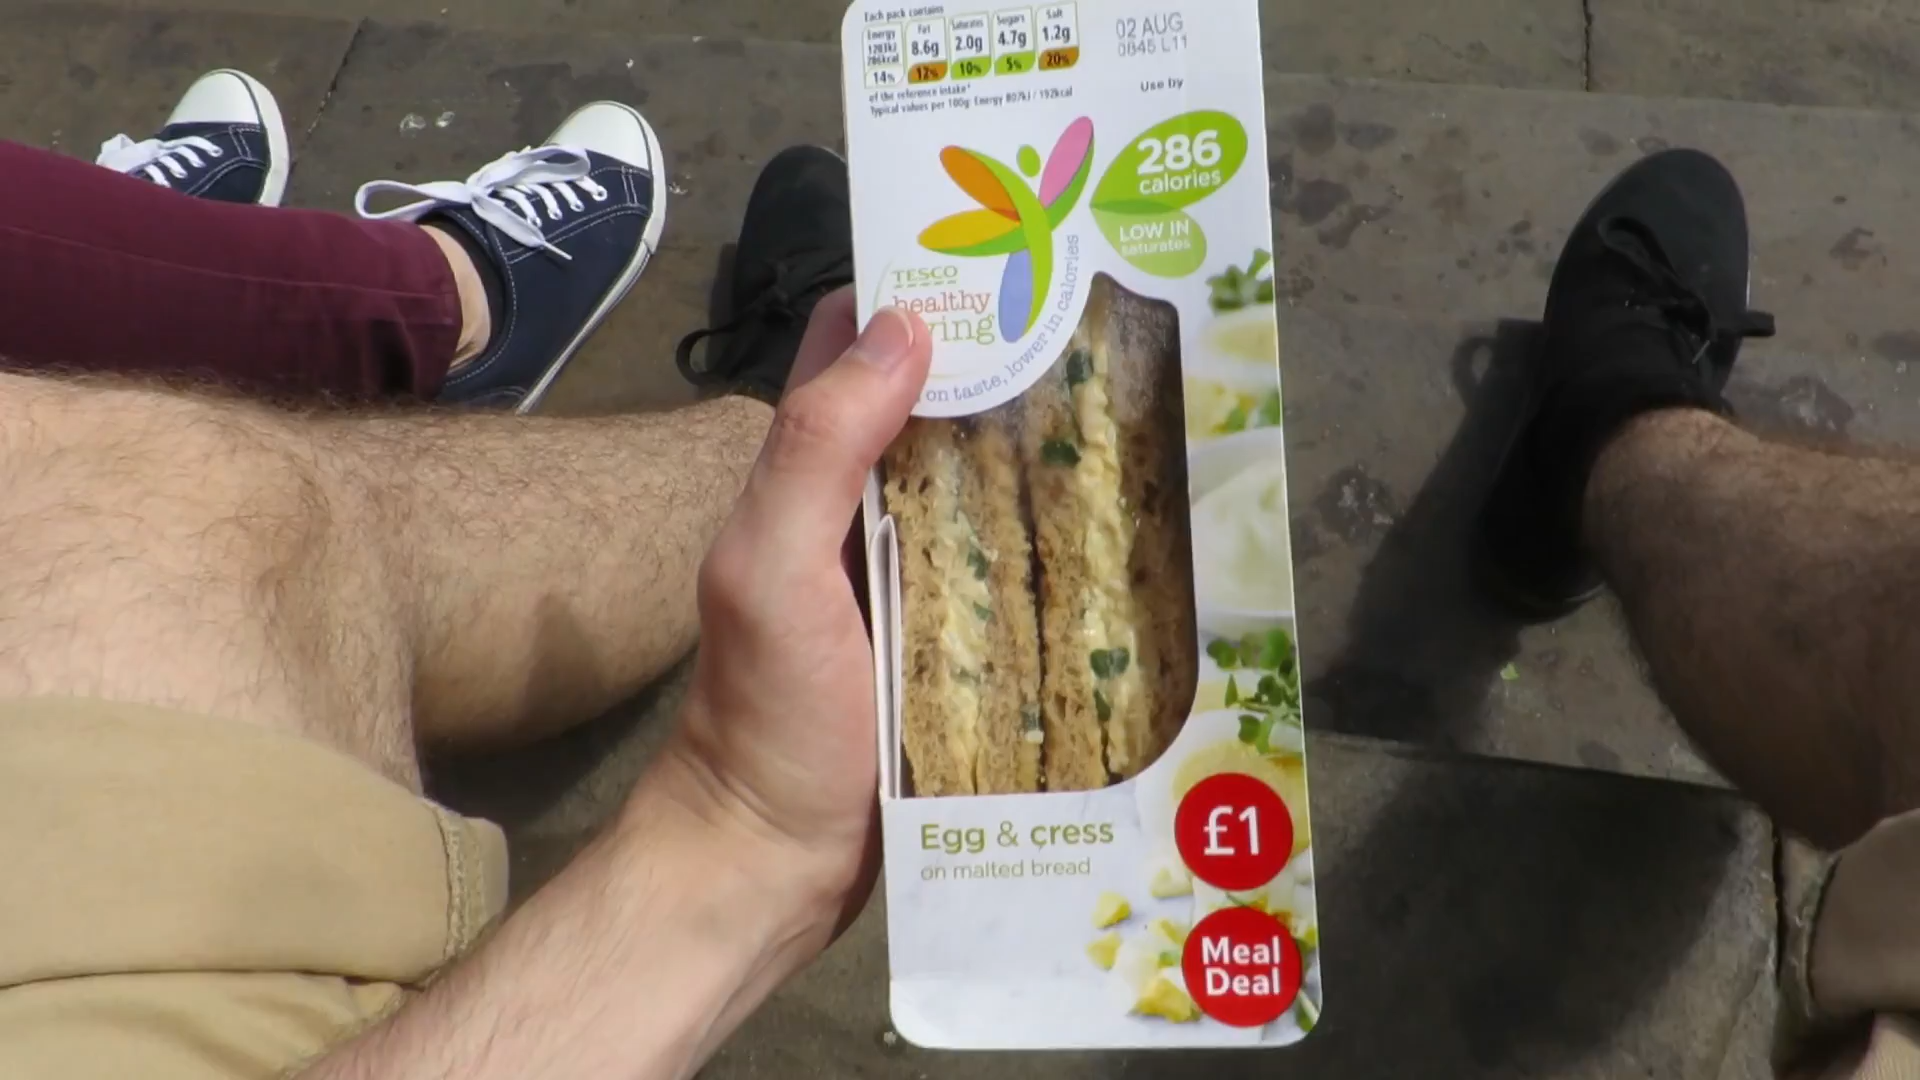 Each pack contains
Energy Fat Saturates Sugars Salt
1203kJ 8.6g 2.0g 4.7g 1.2g
286kcal
14% 12% 10% 5% 20%
of the reference intake*
Typical values per 100g: Energy 807kJ / 192kcal
02 AUG
0845 L11
Use by
286
calories
LOW IN
saturates
TESCO
healthy
ving
on taste, lower in calories
Egg & cress
on malted bread
£1
Meal
Deal